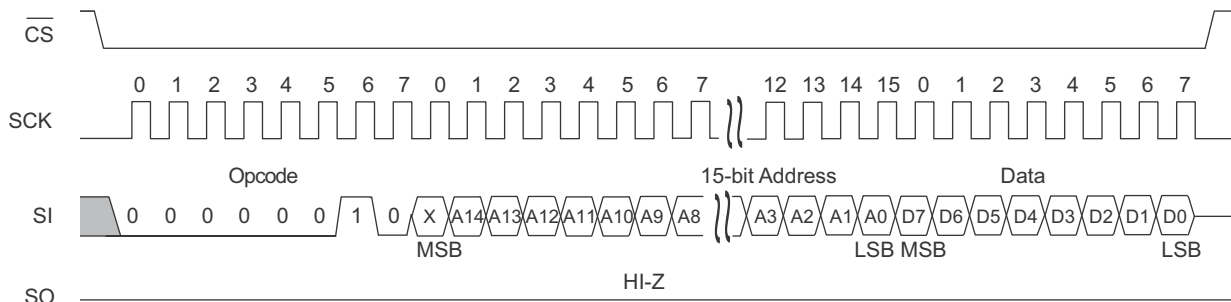 CS
0 1 2 3 4 5 6 7 0 1 2 3 4 5 6 7 12 13 14 15 0 1 2 3 4 5 6 7
SCK
Opcode 15-bit Address Data
SI 0 0 0 0 0 0 1 0 X A14 A13 A12 A11 A10 A9 A8 A3 A2 A1 A0 D7 D6 D5 D4 D3 D2 D1 D0
MSB LSB MSB LSB
HI-Z
SO